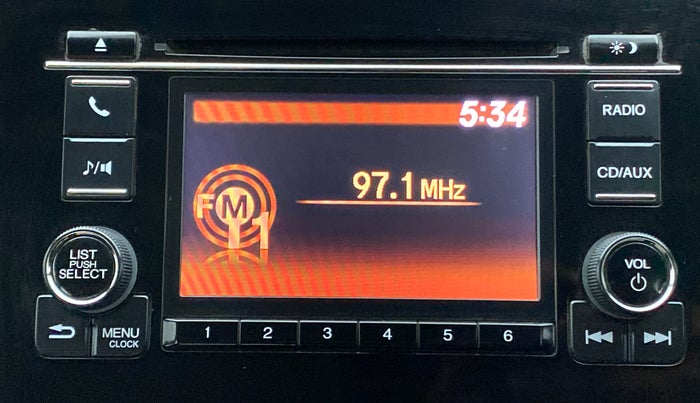 5:34
RADIO
97.1 MHz
CD/AUX
FM
1
LIST
PUSH
SELECT
VOL
MENU
CLOCK
1 2 3 4 5 6